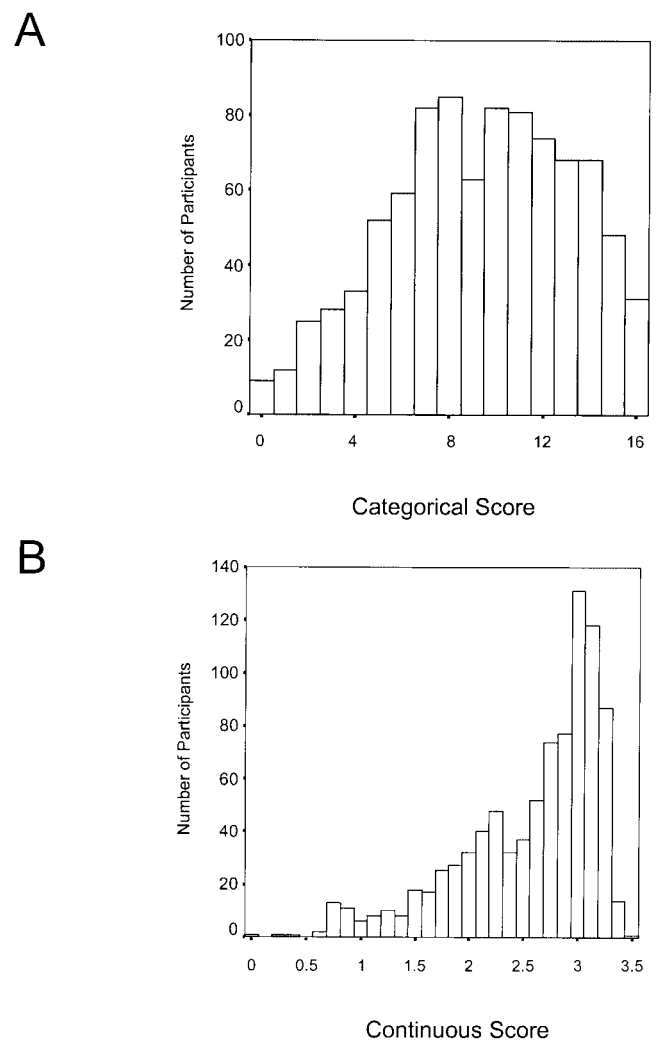 A
100
80
60
40
20
0
Number of Participants
0 4 8 12 16
Categorical Score
B
140
120
100
80
60
40
20
0
Number of Participants
0 0.5 1 1.5 2 2.5 3 3.5
Continuous Score